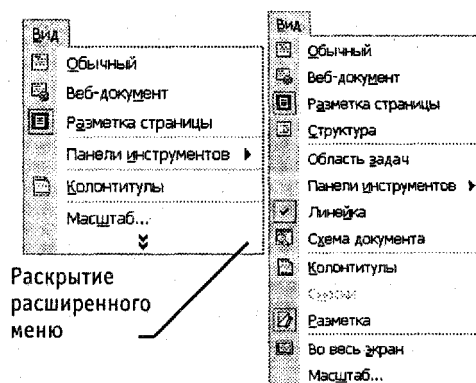 Вид
Обычный
Веб-документ
Разметка страницы
Панели инструментов
Колонтитулы
Масштаб...
Раскрытие
расширенного
меню
Вид
Обычный
Веб-документ
Разметка страницы
Структура
Область задач
Панели инструментов
Линейка
Схема документа
Колонтитулы
Разметка
Во весь экран
Масштаб...